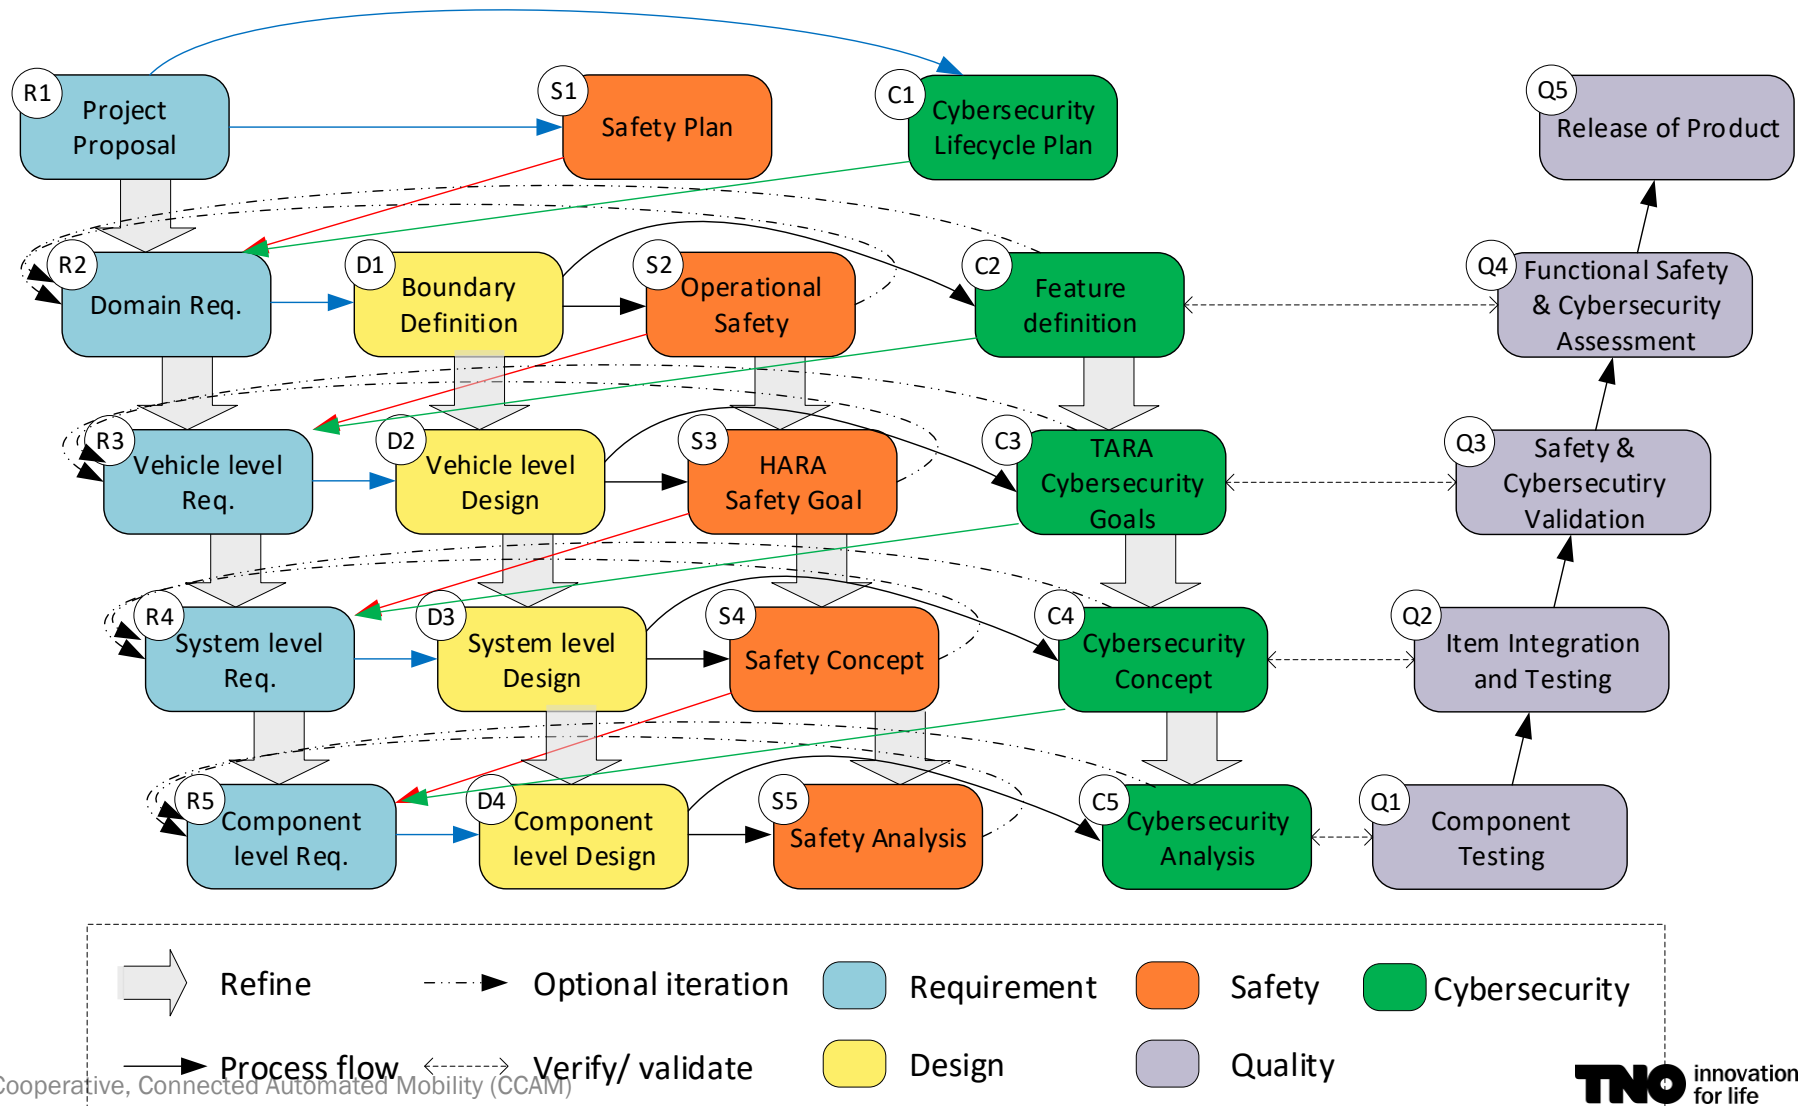 R1
Project
Proposal
S1
Safety Plan
C1
Cybersecurity
Lifecycle Plan
Q5
Release of Product
R2
Domain Req.
D1
Boundary
Definition
S2
Operational
Safety
C2
Feature
definition
Q4
Functional Safety
& Cybersecurity
Assessment
R3
Vehicle level
Req.
D2
Vehicle level
Design
S3
HARA
Safety Goal
C3
TARA
Cybersecurity
Goals
Q3
Safety &
Cybersecutiry
Validation
R4
System level
Req.
D3
System level
Design
S4
Safety Concept
C4
Cybersecurity
Concept
Q2
Item Integration
and Testing
R5
Component
level Req.
D4
Component
level Design
S5
Safety Analysis
C5
Cybersecurity
Analysis
Q1
Component
Testing
Refine
Optional iteration
Requirement
Safety
Cybersecurity
Process flow
Verify/ validate
Design
Quality
Cooperative, Connected Automated Mobility (CCAM)
TNO innovation
for life